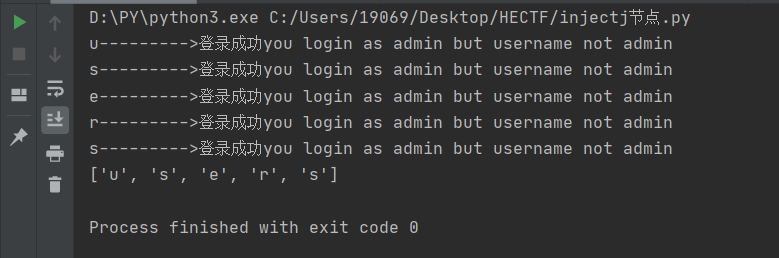 D:\PY\python3.exe C:/Users/19069/Desktop/HECTF/injectj节点.py
u--------->登录成功you login as admin but username not admin
s--------->登录成功you login as admin but username not admin
e--------->登录成功you login as admin but username not admin
r--------->登录成功you login as admin but username not admin
s--------->登录成功you login as admin but username not admin
['u', 's', 'e', 'r', 's']
Process finished with exit code 0